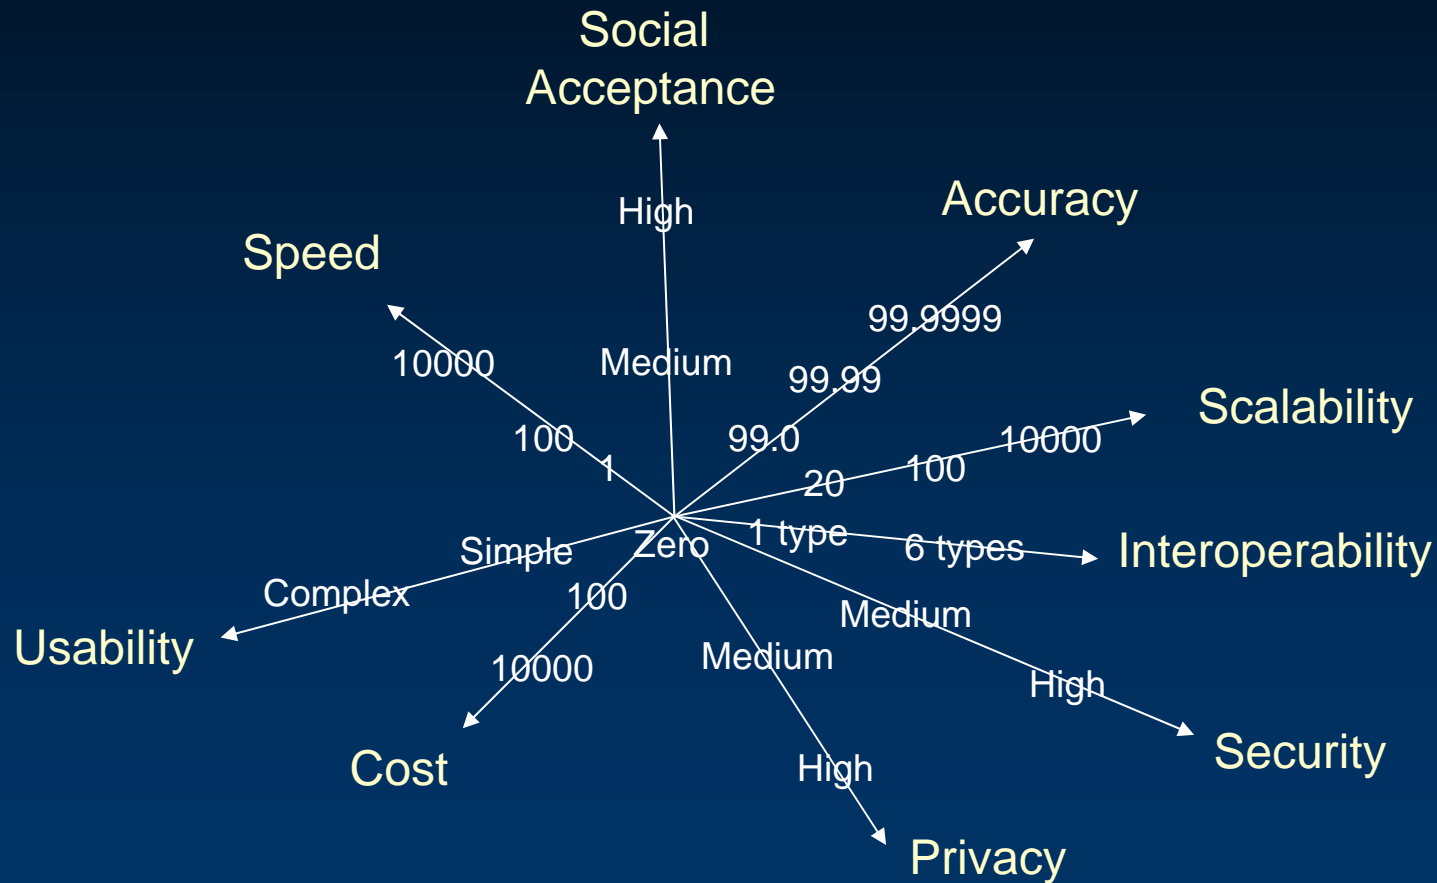 Social
Acceptance
Accuracy
High
Speed
99.9999
10000
Medium
99.99
Scalability
100
99.0
10000
1
100
20
1 type
Zero
6 types
Interoperability
Simple
Complex
100
Medium
Usability
Medium
10000
High
Security
Cost
High
Privacy